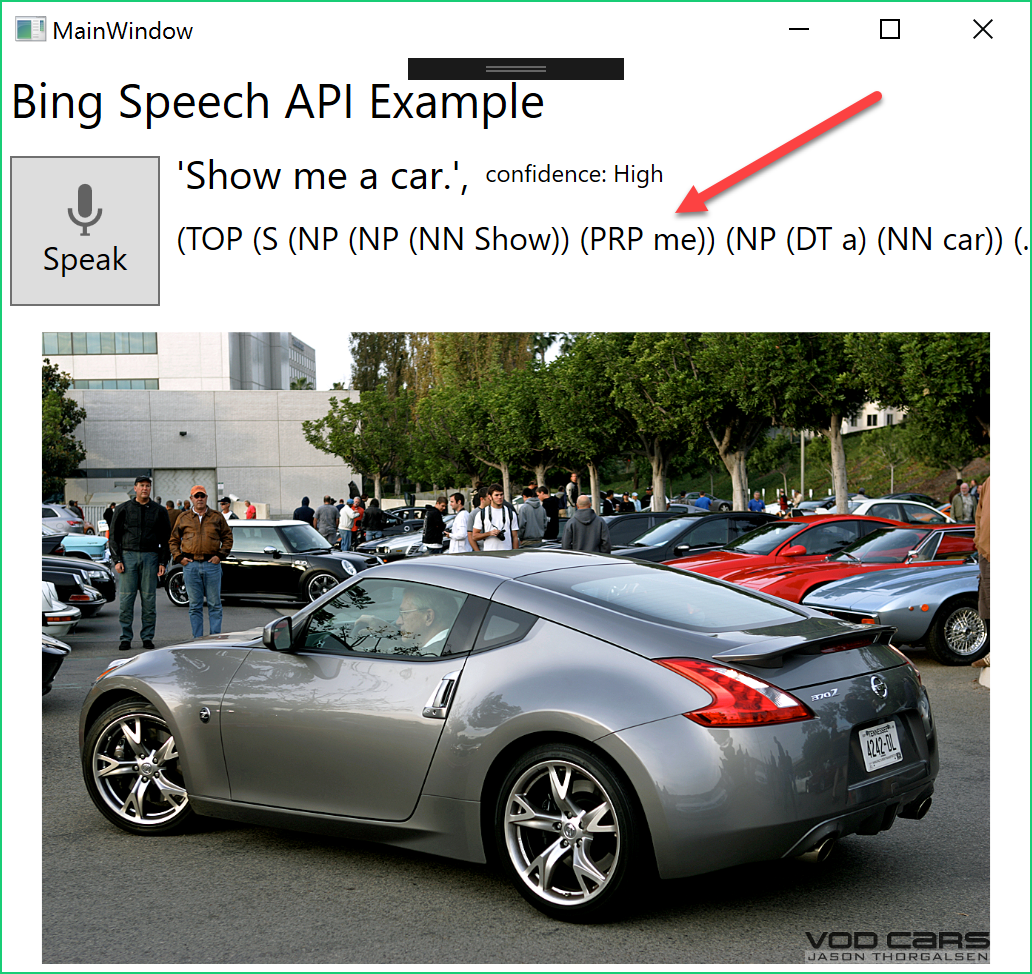 MainWindow
Bing Speech API Example
Speak
'Show me a car.', confidence: High
(TOP (S (NP (NP (NN Show)) (PRP me)) (NP (DT a) (NN car)) (.
370Z
TENNESSEE
4242-DL
VOD CARS
JASON THORGALSEN